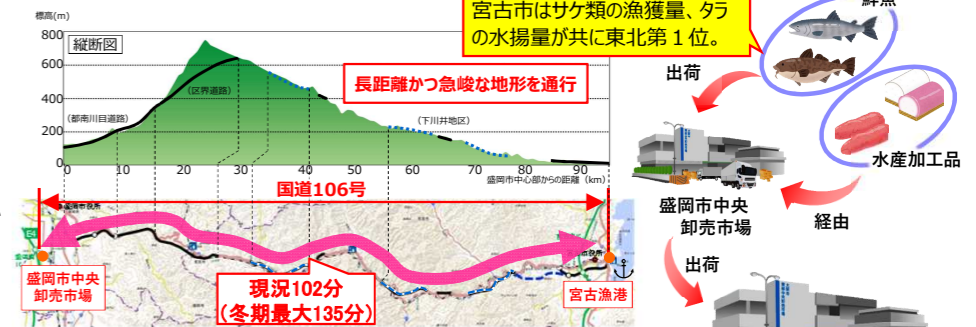 標高(m)
800
600
400
200
0
縦断図
(都南川目道路)
(区界道路)
(下川井地区)
長距離かつ急峻な地形を通行
0 10 20 30 40 50 60 70 80 90
盛岡市中心部からの距離 (km)
国道106号
E4
盛岡市中央
卸売市場
現況102分
(冬期最大135分)
宮古漁港
宮古市はサケ類の漁獲量、タラ
の水揚量が共に東北第1位。
鮮魚
出荷
水産加工品
盛岡市中央
卸売市場
経由
出荷